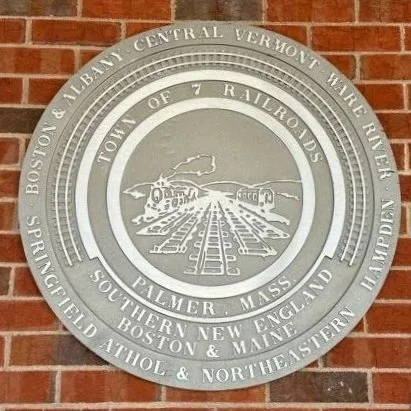 BOSTON & ALBANY · CENTRAL VERMONT · WARE RIVER ·
TOWN OF 7 RAILROADS
PALMER, MASS
SOUTHERN NEW ENGLAND
BOSTON & MAINE
SPRINGFIELD ATHOL & NORTHEASTERN HAMPDEN